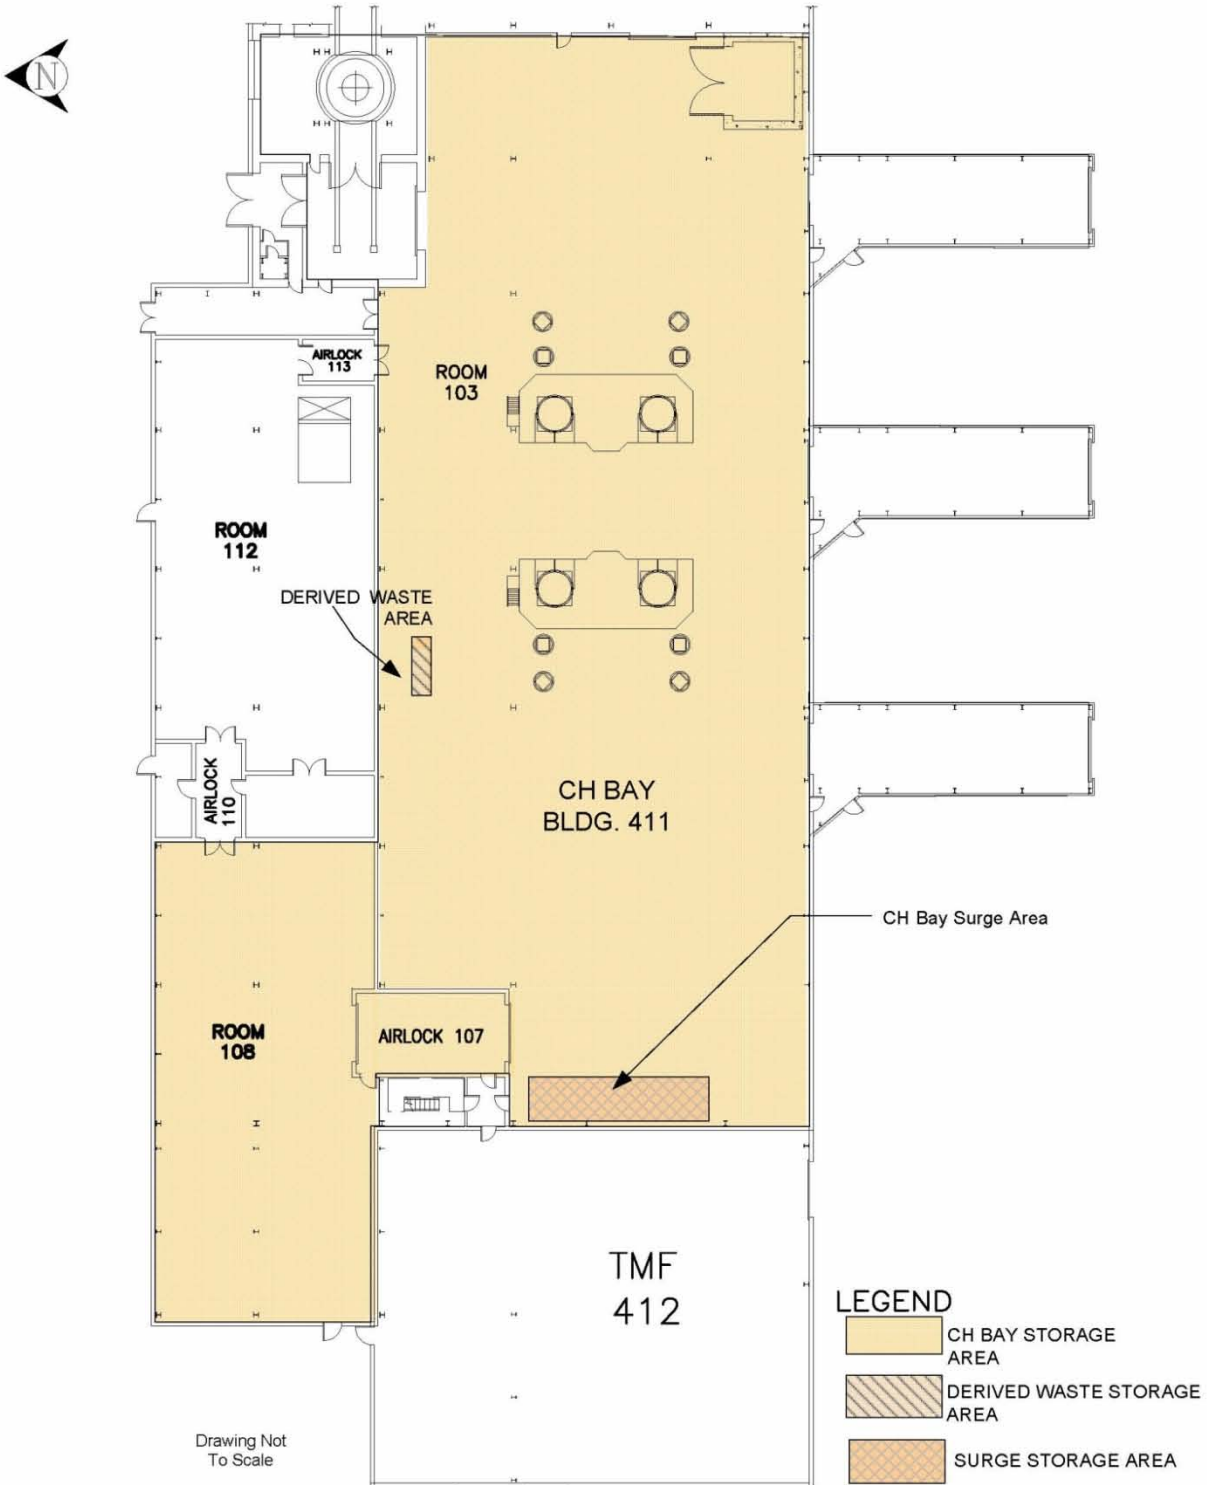 N
AIRLOCK
113
ROOM
103
ROOM
112
DERIVED WASTE
AREA
AIRLOCK
110
CH BAY
BLDG. 411
CH Bay Surge Area
ROOM
108
AIRLOCK 107
TMF
412
LEGEND
CH BAY STORAGE
AREA
DERIVED WASTE STORAGE
AREA
SURGE STORAGE AREA
Drawing Not
To Scale